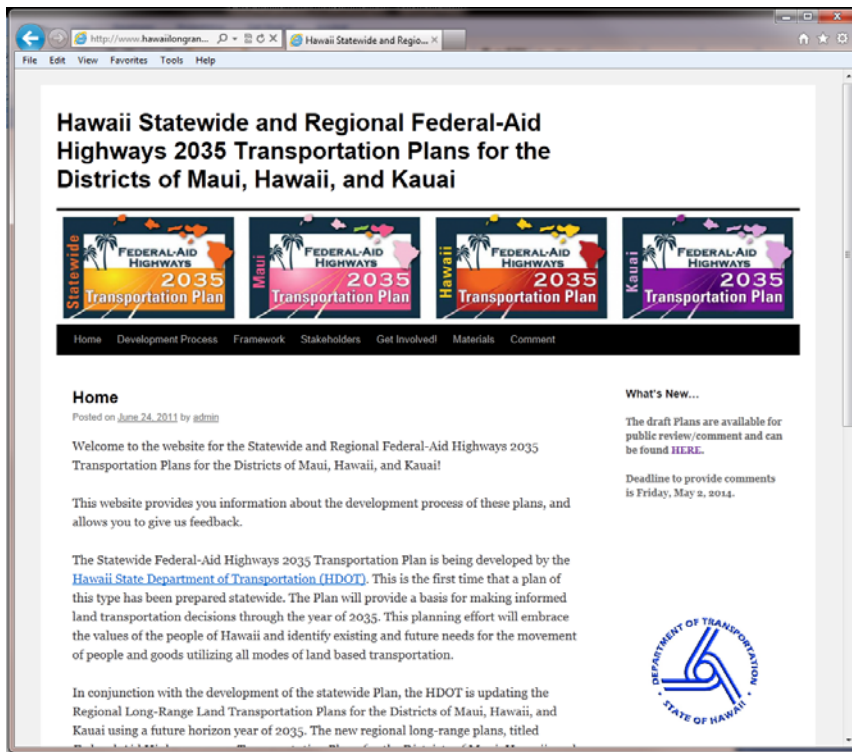 http://www.hawaiilongran...
Hawaii Statewide and Regio...
File Edit View Favorites Tools Help
Hawaii Statewide and Regional Federal-Aid
Highways 2035 Transportation Plans for the
Districts of Maui, Hawaii, and Kauai
Statewide
FEDERAL-AID
HIGHWAYS
2035
Transportation Plan
Maui
FEDERAL-AID
HIGHWAYS
2035
Transportation Plan
Hawaii
FEDERAL-AID
HIGHWAYS
2035
Transportation Plan
Kauai
FEDERAL-AID
HIGHWAYS
2035
Transportation Plan
Home Development Process Framework Stakeholders Get Involved! Materials Comment
Home
Posted on June 24, 2011 by admin
Welcome to the website for the Statewide and Regional Federal-Aid Highways 2035
Transportation Plans for the Districts of Maui, Hawaii, and Kauai!
This website provides you information about the development process of these plans, and
allows you to give us feedback.
The Statewide Federal-Aid Highways 2035 Transportation Plan is being developed by the
Hawaii State Department of Transportation (HDOT). This is the first time that a plan of
this type has been prepared statewide. The Plan will provide a basis for making informed
land transportation decisions through the year of 2035. This planning effort will embrace
the values of the people of Hawaii and identify existing and future needs for the movement
of people and goods utilizing all modes of land based transportation.
In conjunction with the development of the statewide Plan, the HDOT is updating the
Regional Long-Range Land Transportation Plans for the Districts of Maui, Hawaii, and
Kauai using a future horizon year of 2035. The new regional long-range plans, titled
What's New...
The draft Plans are available for
public review/comment and can
be found HERE.
Deadline to provide comments
is Friday, May 2, 2014.
DEPARTMENT OF TRANSPORTATION
STATE OF HAWAII